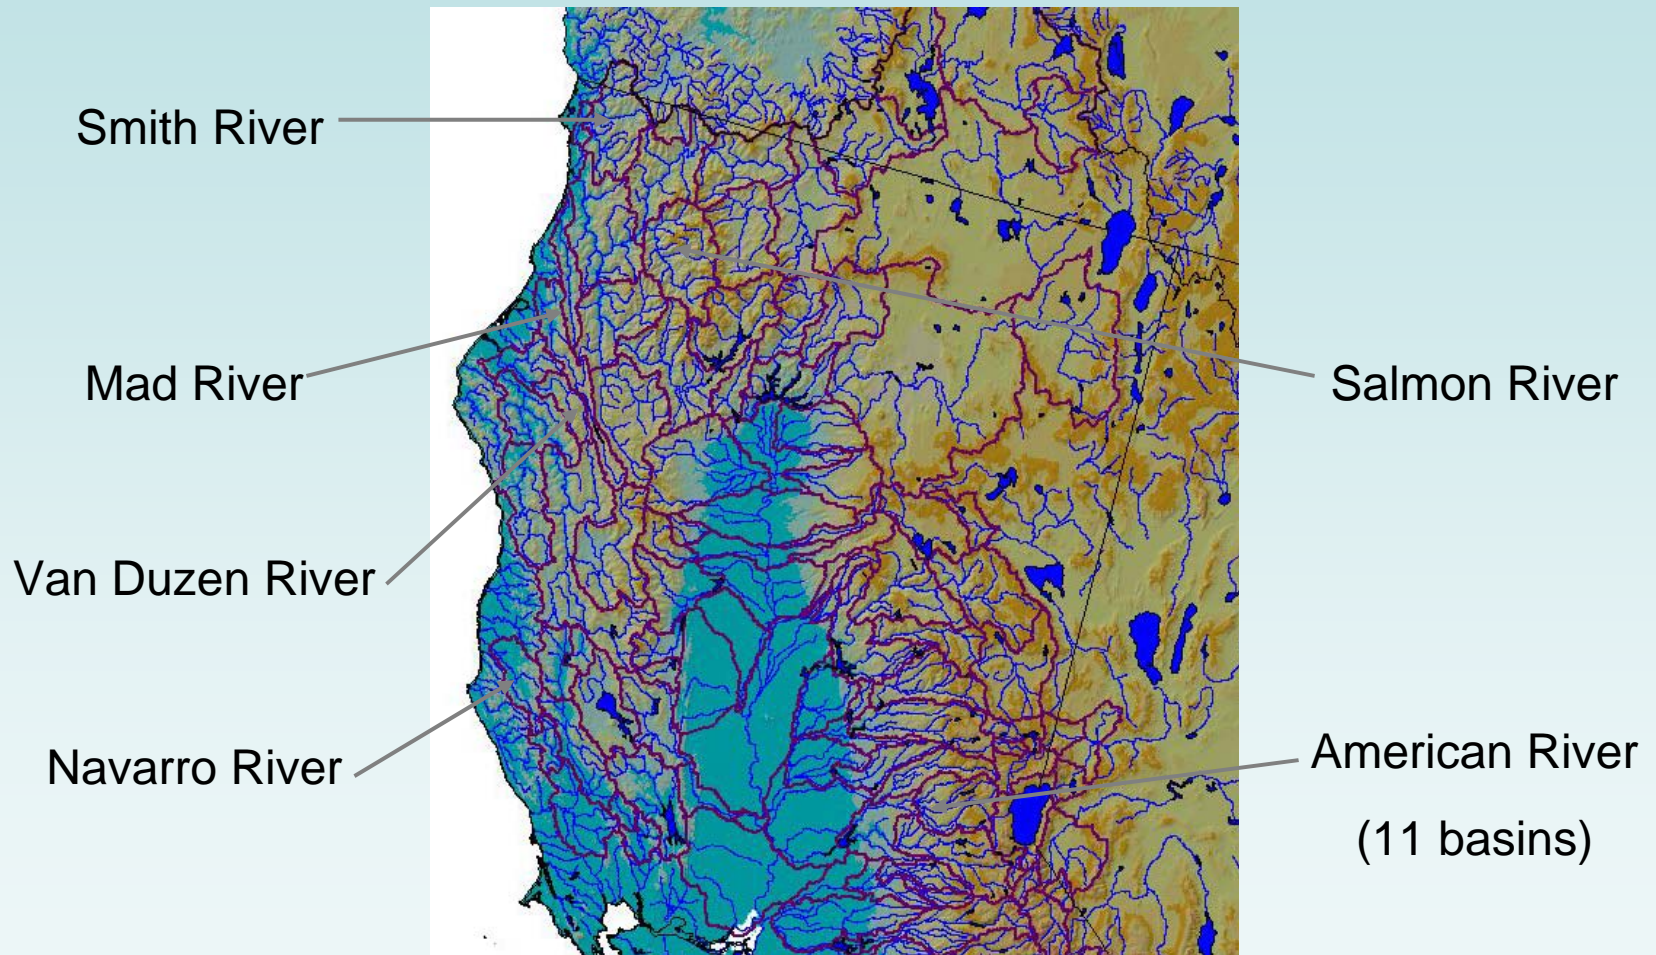 Smith River
Mad River
Van Duzen River
Navarro River
Salmon River
American River
(11 basins)